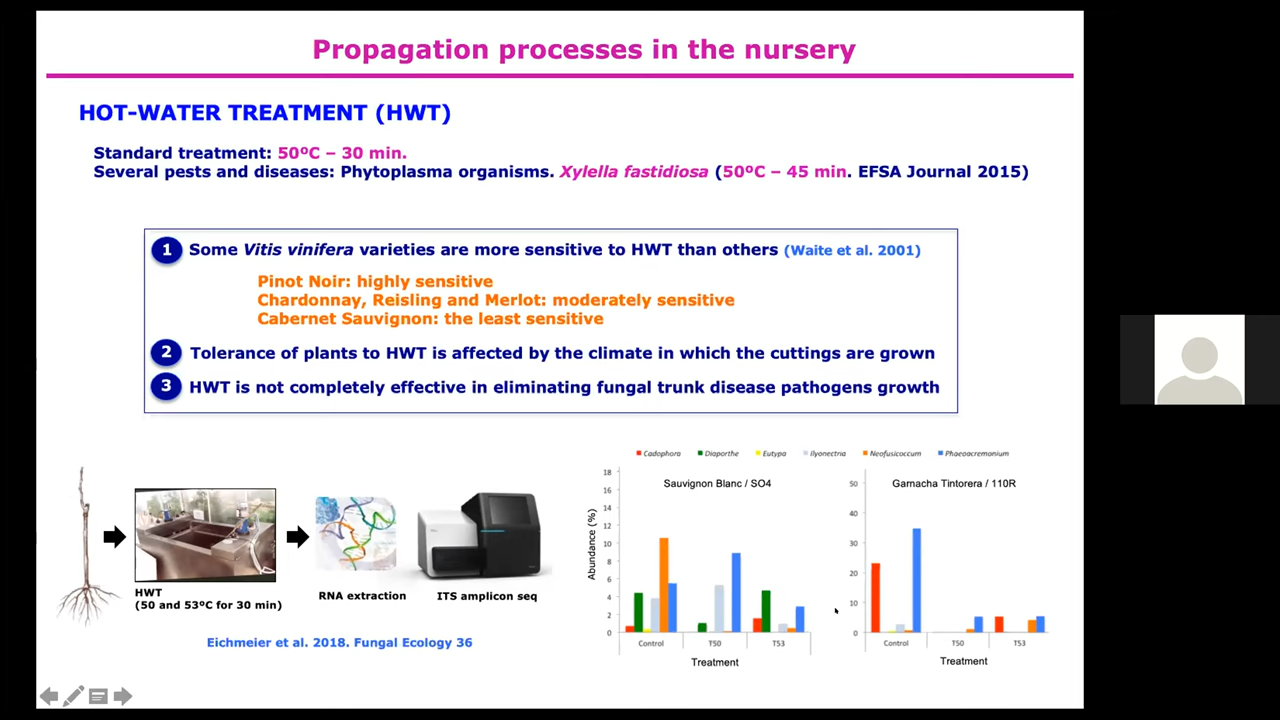 Propagation processes in the nursery
HOT-WATER TREATMENT (HWT)
Standard treatment: 50ºC – 30 min.
Several pests and diseases: Phytoplasma organisms. Xylella fastidiosa (50ºC – 45 min. EFSA Journal 2015)
1 Some Vitis vinifera varieties are more sensitive to HWT than others (Waite et al. 2001)
Pinot Noir: highly sensitive
Chardonnay, Reisling and Merlot: moderately sensitive
Cabernet Sauvignon: the least sensitive
2 Tolerance of plants to HWT is affected by the climate in which the cuttings are grown
3 HWT is not completely effective in eliminating fungal trunk disease pathogens growth
HWT
(50 and 53ºC for 30 min)
RNA extraction
ITS amplicon seq
Eichmeier et al. 2018. Fungal Ecology 36
Cadophora Diaporthe Eutypa Ilyonectria Neofusicoccum Phaeoacremonium
Sauvignon Blanc / SO4
Abundance (%)
18
16
14
12
10
8
6
4
2
0
Control T50 T53
Treatment
Garnacha Tintorera / 110R
50
40
30
20
10
0
Control T50 T53
Treatment